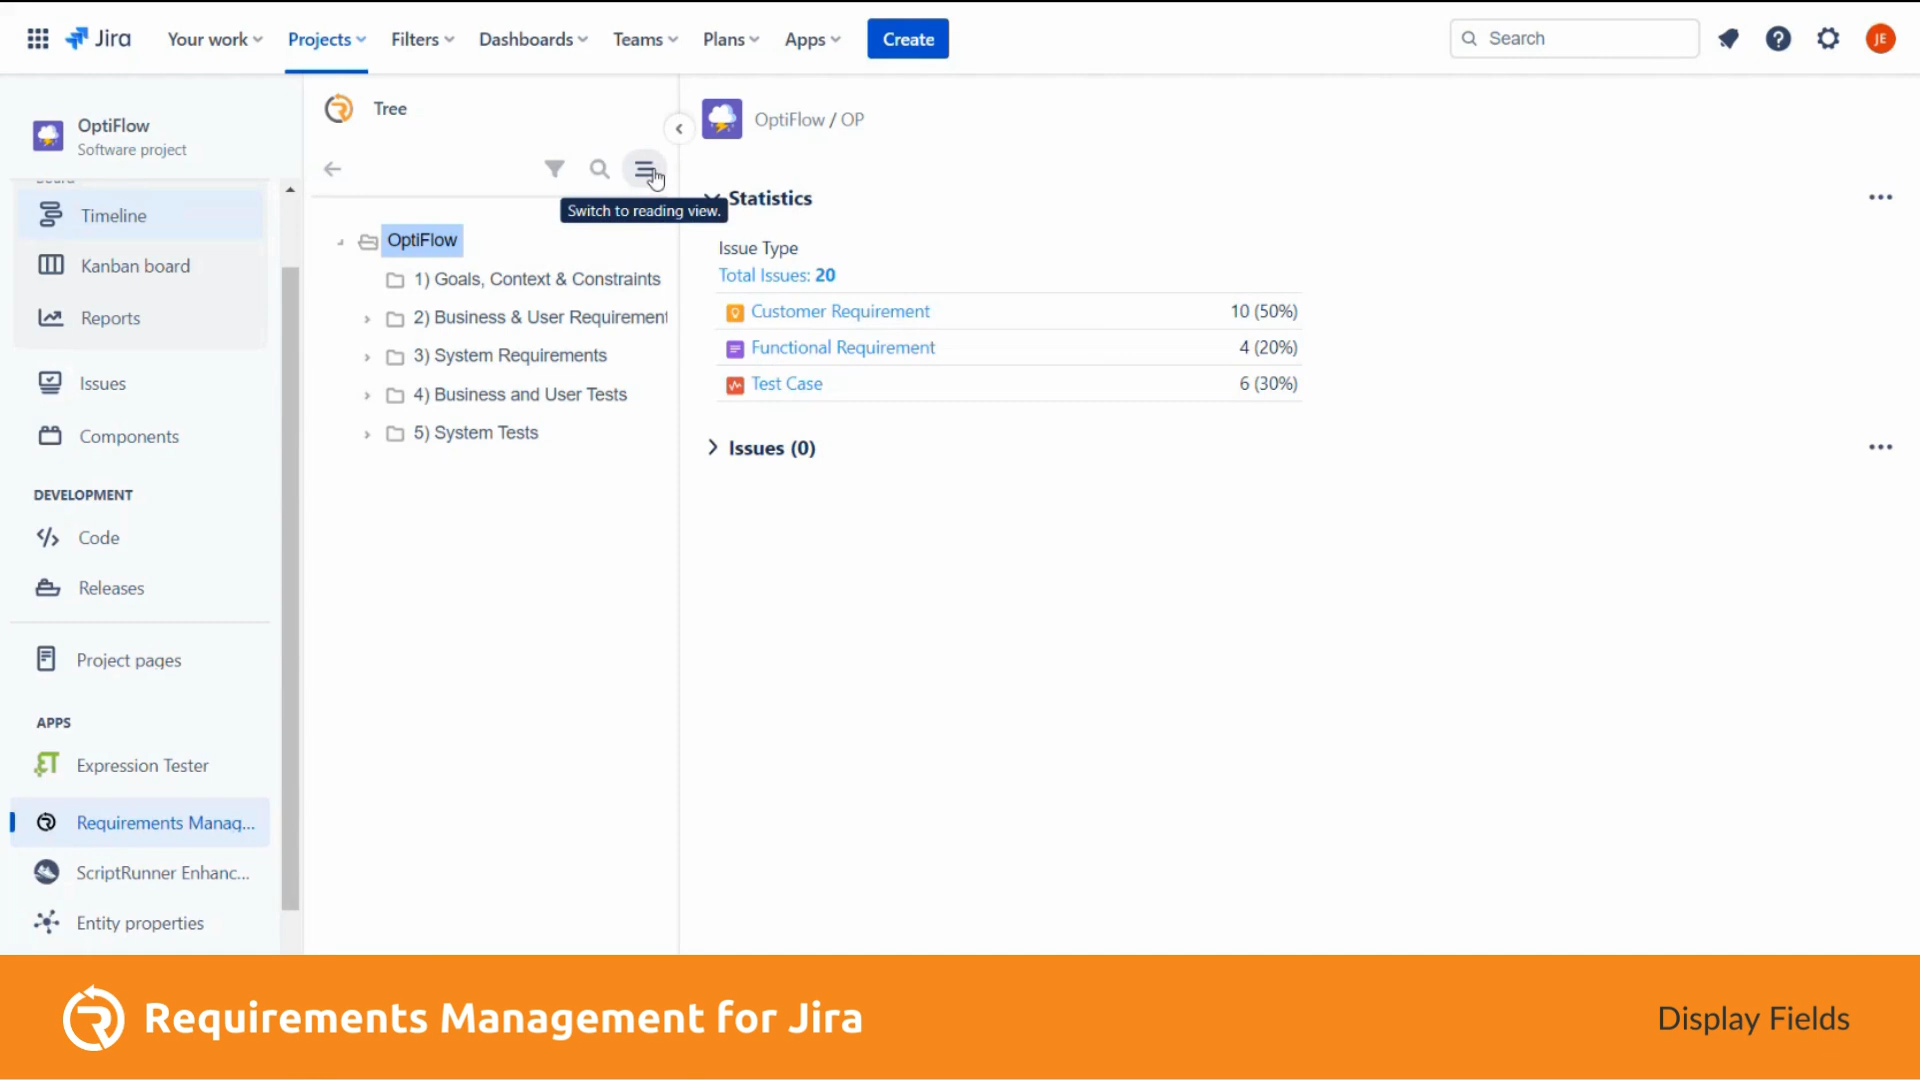 Jira
Your work
Projects
Filters
Dashboards
Teams
Plans
Apps
Create
Search
JE
OptiFlow
Software project
Timeline
Kanban board
Reports
Issues
Components
DEVELOPMENT
Code
Releases
Project pages
APPS
Expression Tester
Requirements Manag...
ScriptRunner Enhanc...
Entity properties
Tree
Switch to reading view.
OptiFlow
1) Goals, Context & Constraints
2) Business & User Requirement
3) System Requirements
4) Business and User Tests
5) System Tests
OptiFlow / OP
Statistics
Issue Type
Total Issues: 20
Customer Requirement 10 (50%)
Functional Requirement 4 (20%)
Test Case 6 (30%)
Issues (0)
Requirements Management for Jira
Display Fields